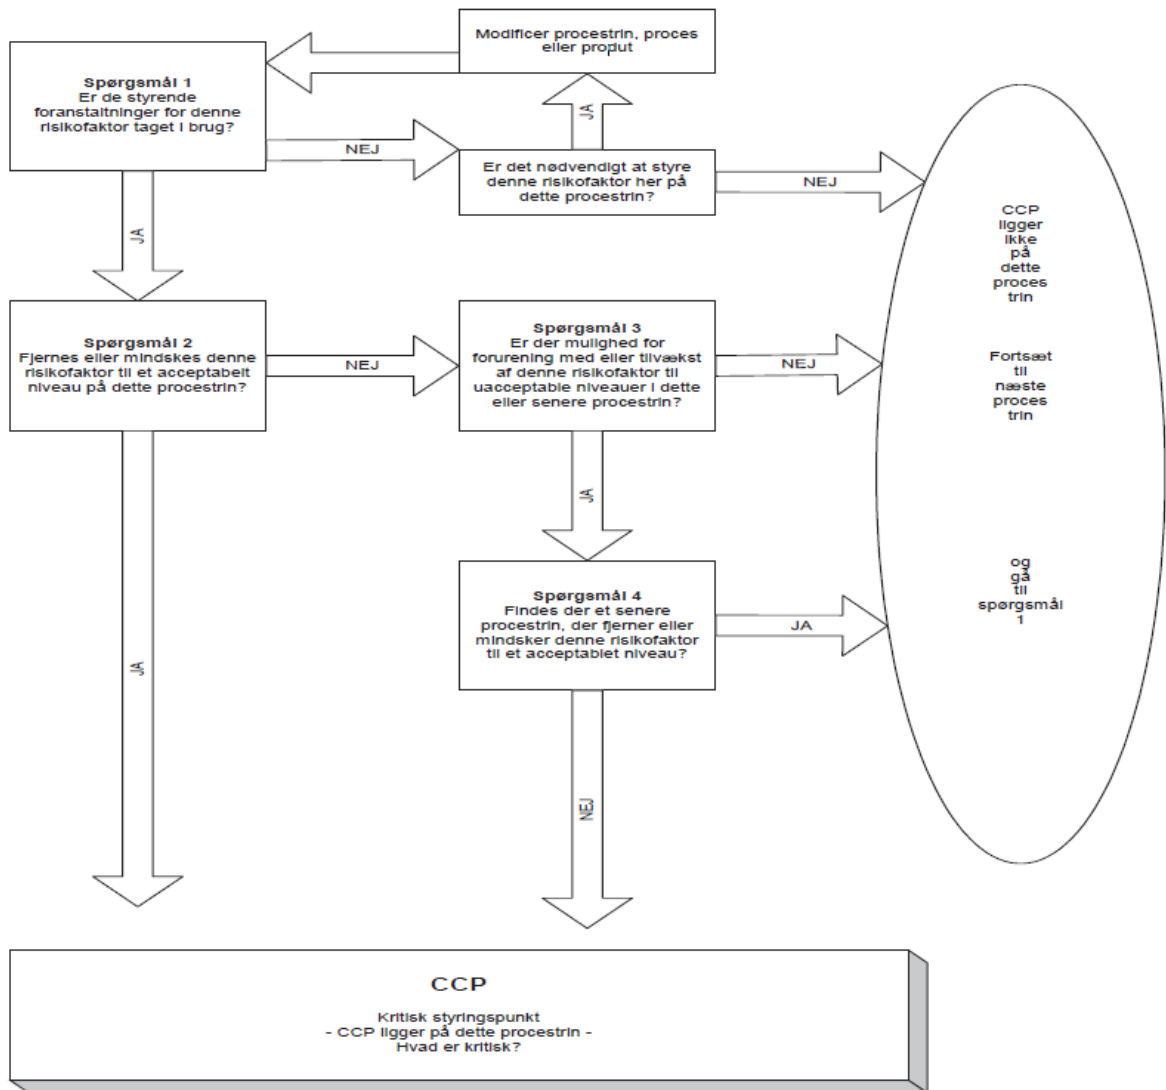 Modificer procestrin, proces
eller produt
Spørgsmål 1
Er de styrende
foranstaltninger for denne
risikofaktor taget i brug?
JA
NEJ
Er det nødvendigt at styre
denne risikofaktor her på
dette procestrin?
NEJ
JA
Spørgsmål 2
Fjernes eller mindskes denne
risikofaktor til et acceptabelt
niveau på dette procestrin?
NEJ
Spørgsmål 3
Er der mulighed for
forurening med eller tilvækst
af denne risikofaktor til
uacceptable niveauer i dette
eller senere procestrin?
NEJ
JA
Spørgsmål 4
Findes der et senere
procestrin, der fjerner eller
mindsker denne risikofaktor
til et acceptablet niveau?
JA
JA
NEJ
CCP
ligger
ikke
på
dette
proces
trin
Fortsæt
til
næste
proces
trin
og
gå
til
spørgsmål
1
CCP
Kritisk styringspunkt
- CCP ligger på dette procestrin -
Hvad er kritisk?